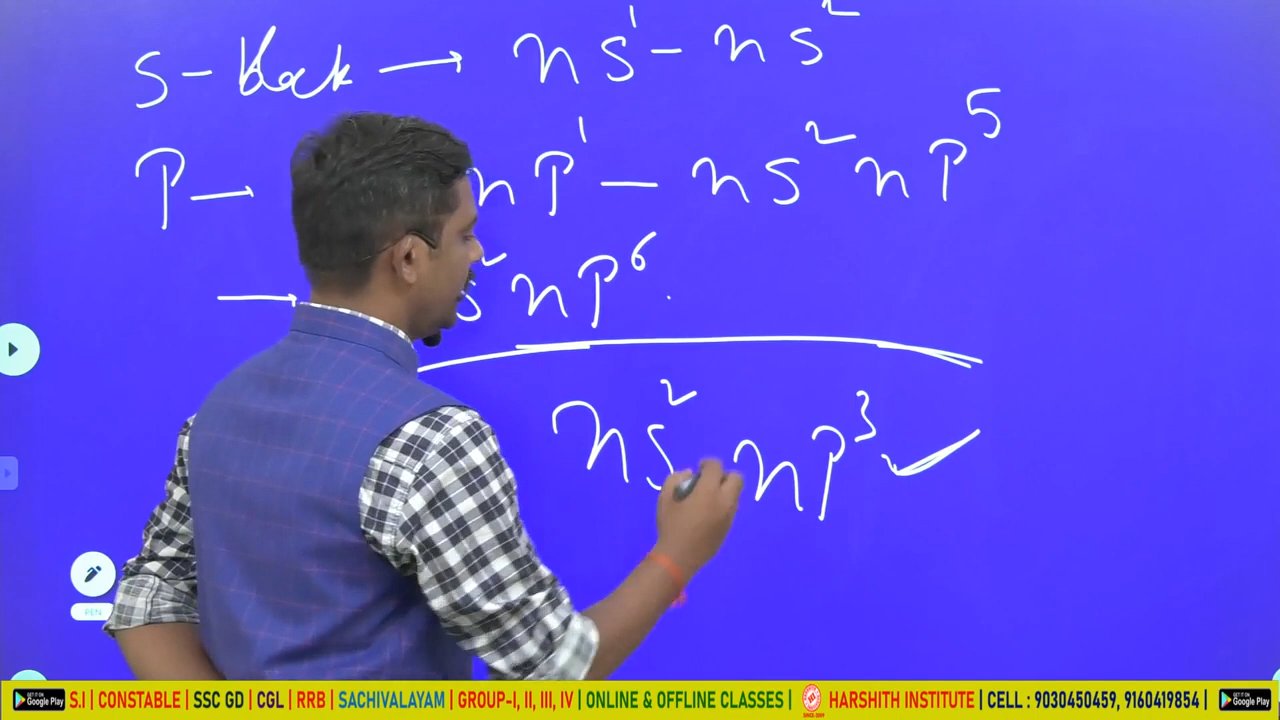 S- block → ns¹ - ns²
P → np¹ - ns² np⁵
→ s² np⁶
ns² np³ ✓
PEN
GET IT ON Google Play S.I | CONSTABLE | SSC GD | CGL | RRB | SACHIVALAYAM | GROUP-I, II, III, IV | ONLINE & OFFLINE CLASSES | HARSHITH INSTITUTE | CELL : 9030450459, 9160419854 | GET IT ON Google Play